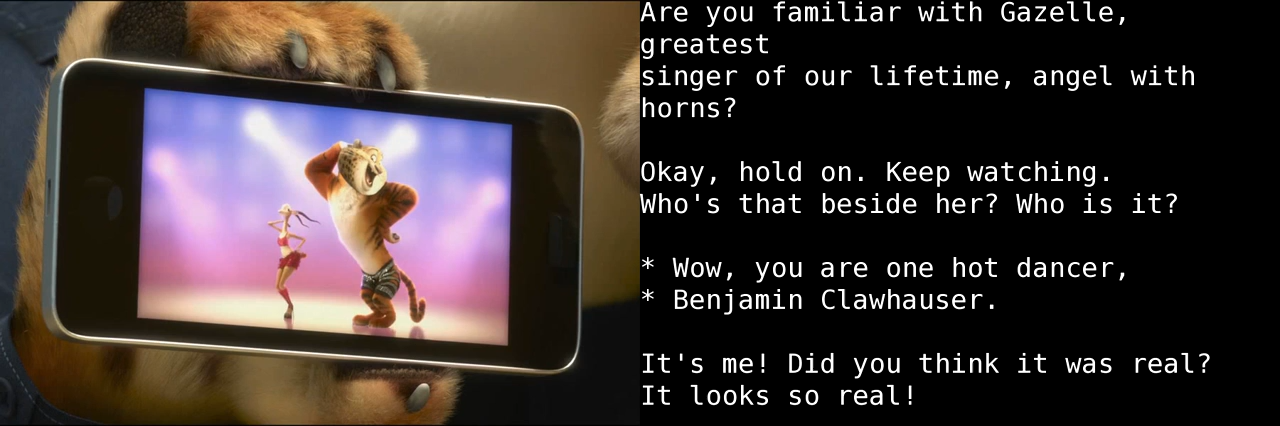 Are you familiar with Gazelle,
greatest
singer of our lifetime, angel with
horns?
Okay, hold on. Keep watching.
Who's that beside her? Who is it?
* Wow, you are one hot dancer,
* Benjamin Clawhauser.
It's me! Did you think it was real?
It looks so real!